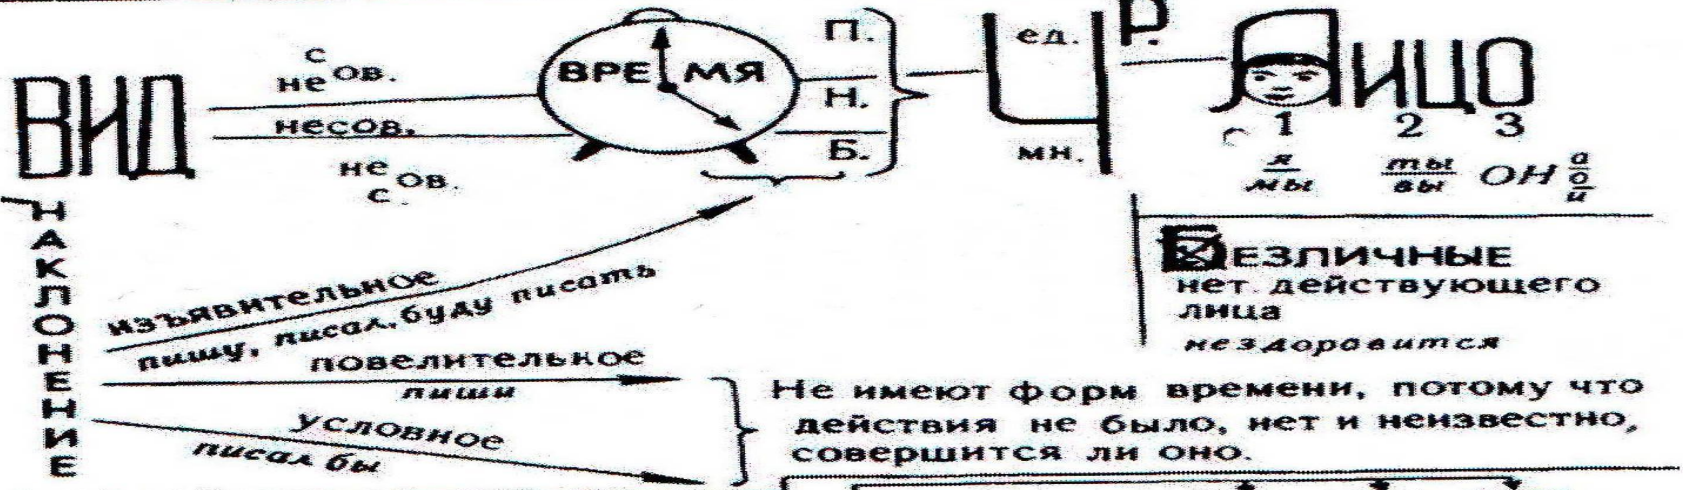 ВИД
с
не ов.
несов.
не ов.
с
ВРЕМЯ
П.
Н.
Б.
Ч
ед.
мн.
Р.
ЛИЦО
1 2 3
я
мы
ты
вы
ОН а
о
и
БЕЗЛИЧНЫЕ
нет действующего
лица
нездоровится
НАКЛОНЕНИЕ
изъявительное
пишу, писал, буду писать
повелительное
пиши
условное
писал бы
Не имеют форм времени, потому что
действия не было, нет и неизвестно,
совершится ли оно.